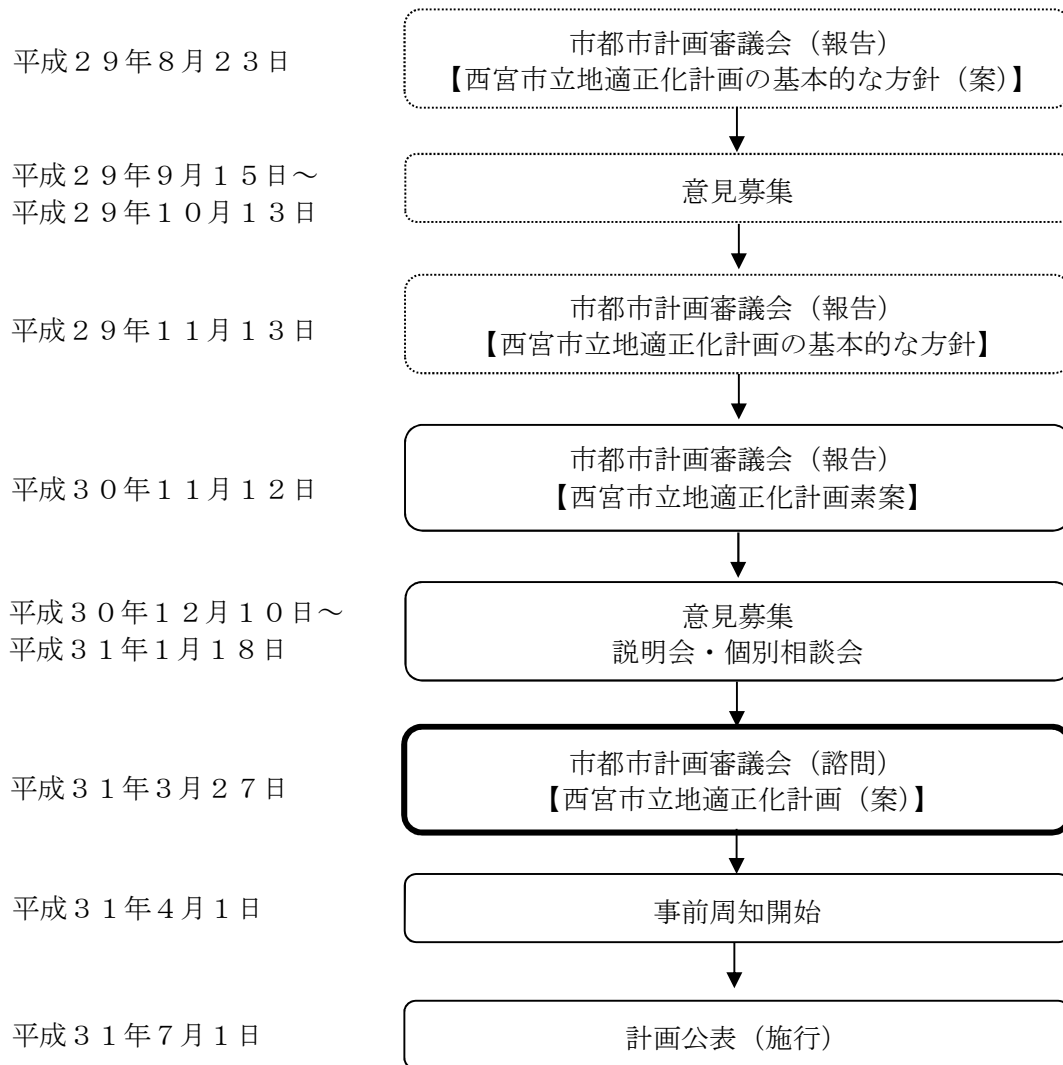 平成２９年８月２３日
市都市計画審議会（報告）
【西宮市立地適正化計画の基本的な方針（案）】
平成２９年９月１５日～
平成２９年１０月１３日
意見募集
平成２９年１１月１３日
市都市計画審議会（報告）
【西宮市立地適正化計画の基本的な方針】
平成３０年１１月１２日
市都市計画審議会（報告）
【西宮市立地適正化計画素案】
平成３０年１２月１０日～
平成３１年１月１８日
意見募集
説明会・個別相談会
平成３１年３月２７日
市都市計画審議会（諮問）
【西宮市立地適正化計画（案）】
平成３１年４月１日
事前周知開始
平成３１年７月１日
計画公表（施行）